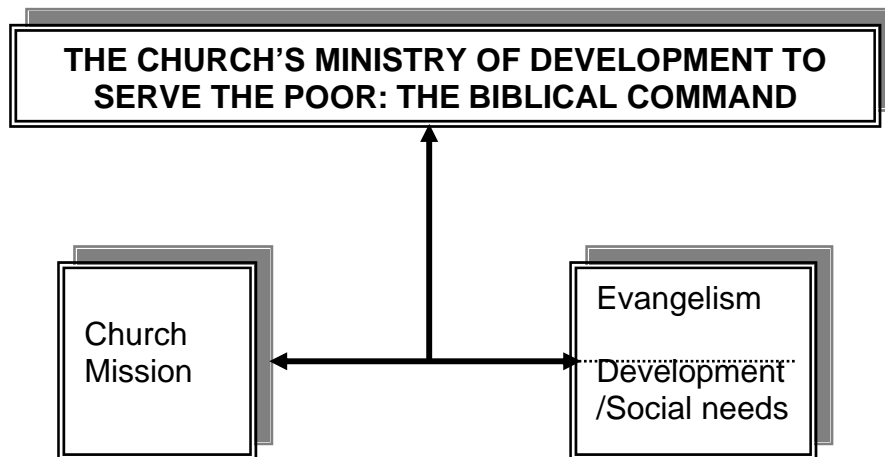 THE CHURCH’S MINISTRY OF DEVELOPMENT TO
SERVE THE POOR: THE BIBLICAL COMMAND
Church
Mission
Evangelism
Development
/Social needs